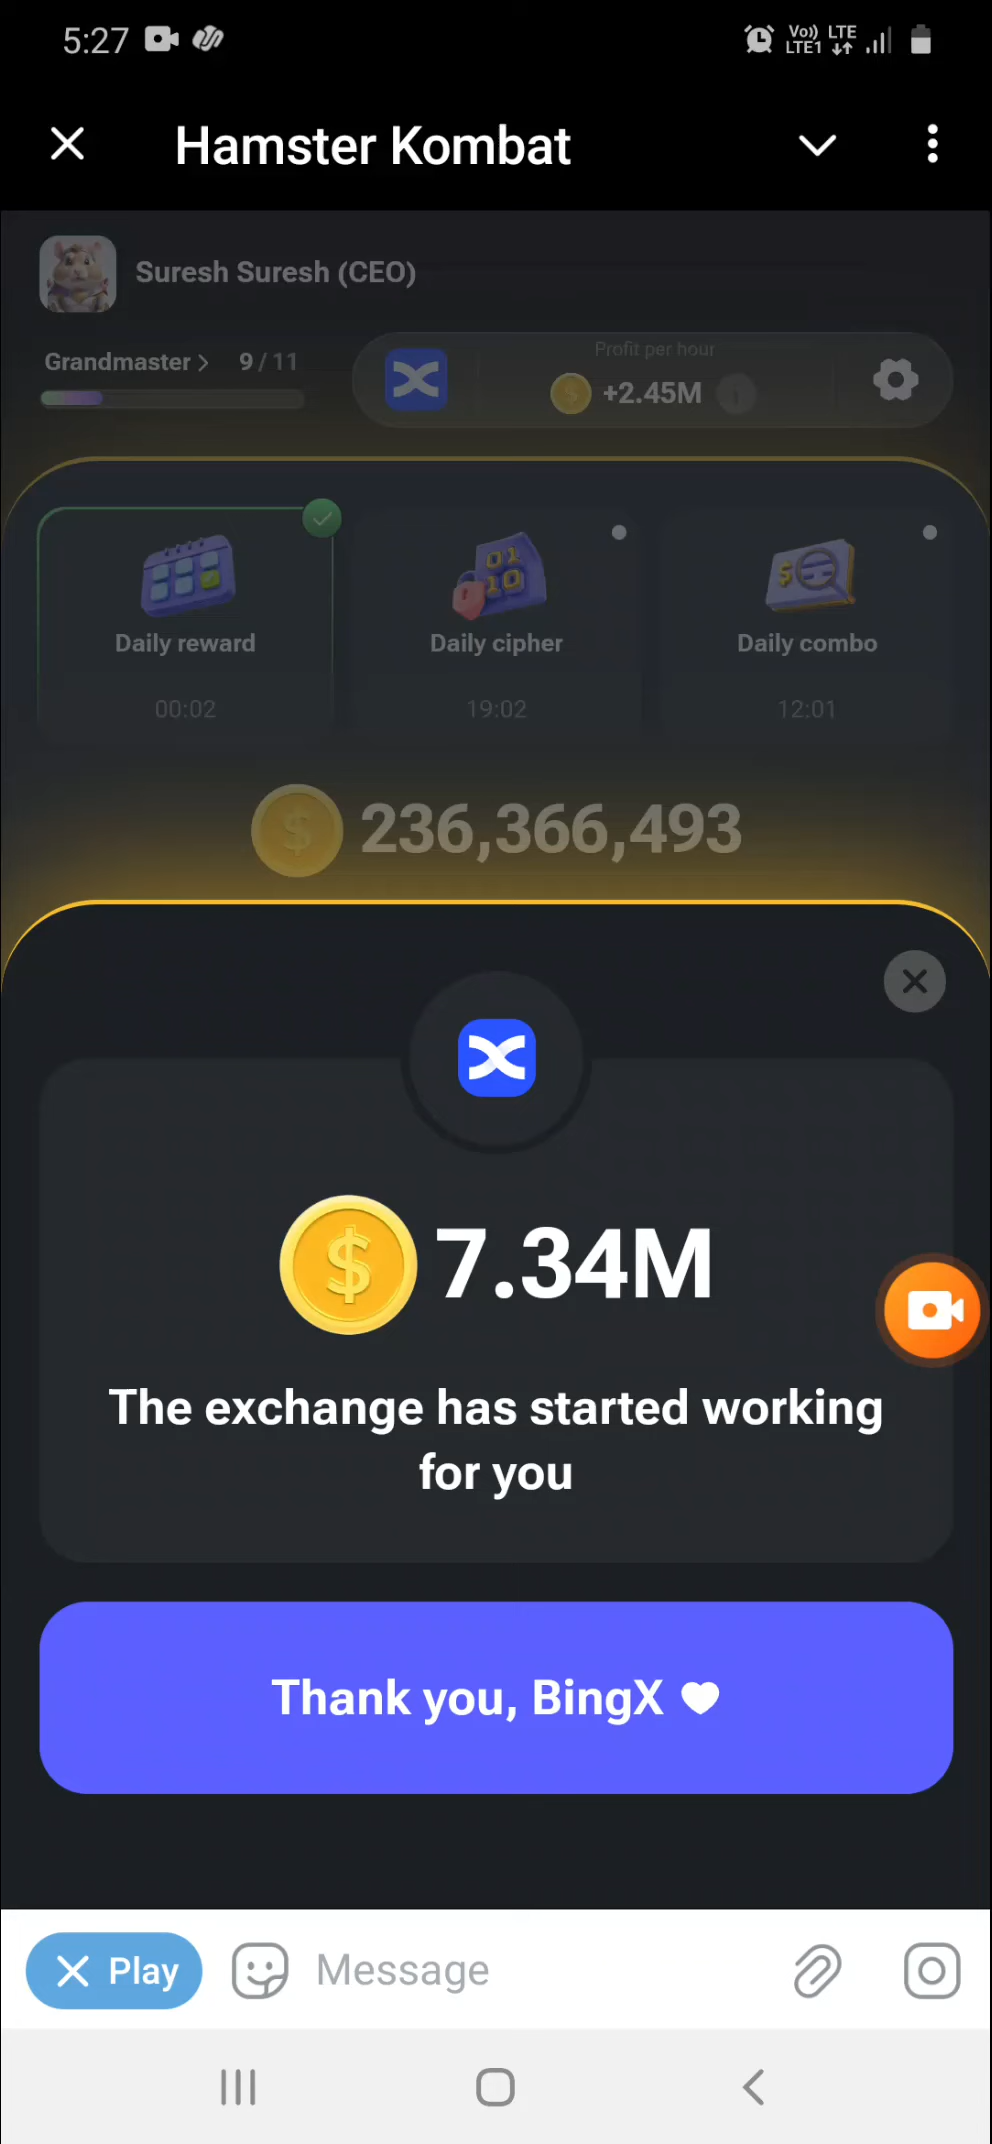 5:27
Vo)) LTE
LTE1
Hamster Kombat
Suresh Suresh (CEO)
Grandmaster > 9 / 11
Profit per hour
+2.45M
Daily reward
00:02
Daily cipher
19:02
Daily combo
12:01
236,366,493
7.34M
The exchange has started working
for you
Thank you, BingX
Play
Message